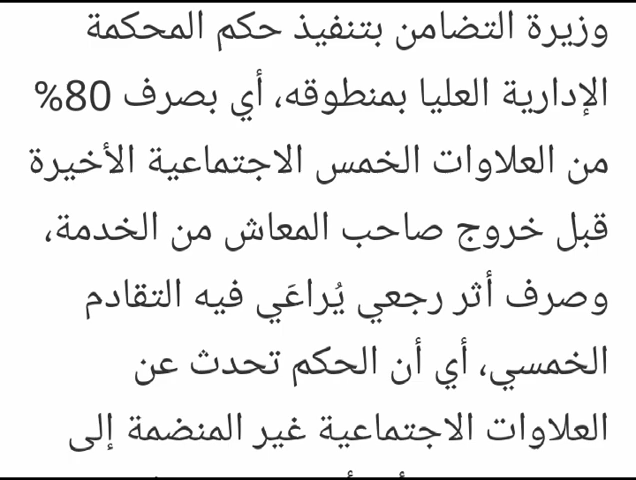 وزيرة التضامن بتنفيذ حكم المحكمة
الإدارية العليا بمنطوقه، أي بصرف 80%
من العلاوات الخمس الاجتماعية الأخيرة
قبل خروج صاحب المعاش من الخدمة،
وصرف أثر رجعي يُراعَي فيه التقادم
الخمسي، أي أن الحكم تحدث عن
العلاوات الاجتماعية غير المنضمة إلى